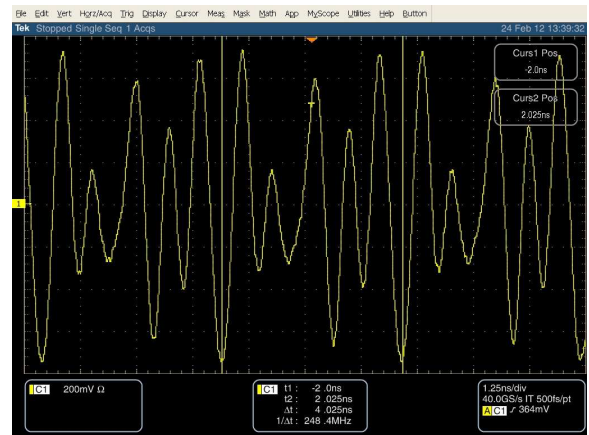 File Edit Vert Horz/Acq Trig Display Cursor Meas Mask Math App MyScope Utilities Help Button
Tek Stopped Single Seq 1 Acqs 24 Feb 12 13:39:32
Curs1 Pos
-2.0ns
Curs2 Pos
2.025ns
1
C1 200mV Ω
C1 t1 : -2 .0ns
t2 : 2 .025ns
Δt : 4 .025ns
1/Δt : 248 .4MHz
1.25ns/div
40.0GS/s IT 500fs/pt
A C1 ƒ 364mV